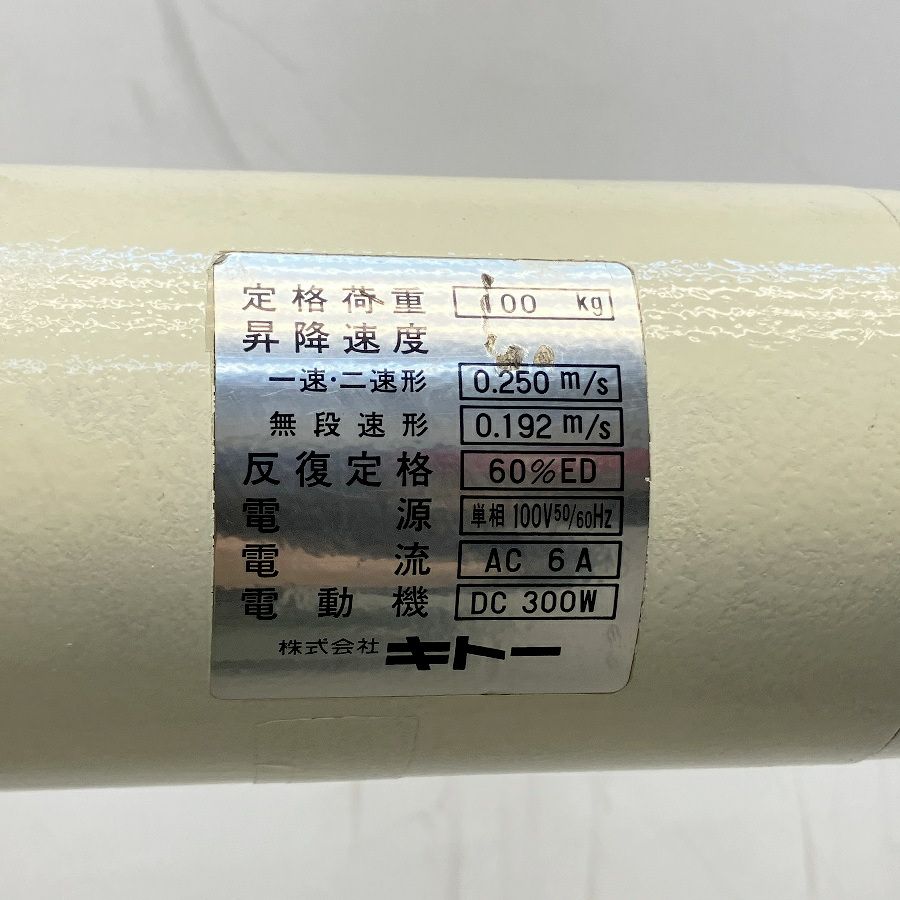 定格荷重 100 kg
昇降速度
一速・二速形 0.250 m/s
無段速形 0.192 m/s
反復定格 60%ED
電源 単相 100V 50/60Hz
電流 AC 6A
電動機 DC 300W
株式会社 キトー